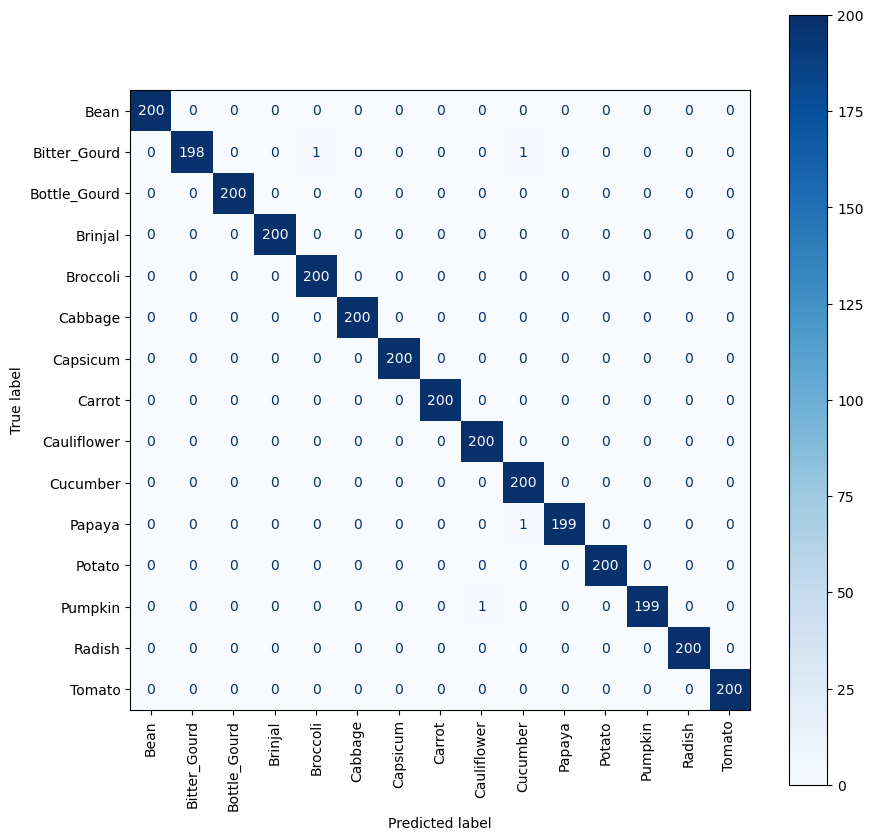 Bean 200 0 0 0 0 0 0 0 0 0 0 0 0 0 0
Bitter_Gourd 0 198 0 0 1 0 0 0 0 1 0 0 0 0 0
Bottle_Gourd 0 0 200 0 0 0 0 0 0 0 0 0 0 0 0
Brinjal 0 0 0 200 0 0 0 0 0 0 0 0 0 0 0
Broccoli 0 0 0 0 200 0 0 0 0 0 0 0 0 0 0
Cabbage 0 0 0 0 0 200 0 0 0 0 0 0 0 0 0
Capsicum 0 0 0 0 0 0 200 0 0 0 0 0 0 0 0
Carrot 0 0 0 0 0 0 0 200 0 0 0 0 0 0 0
Cauliflower 0 0 0 0 0 0 0 0 200 0 0 0 0 0 0
Cucumber 0 0 0 0 0 0 0 0 0 200 0 0 0 0 0
Papaya 0 0 0 0 0 0 0 0 0 1 199 0 0 0 0
Potato 0 0 0 0 0 0 0 0 0 0 0 200 0 0 0
Pumpkin 0 0 0 0 0 0 0 0 1 0 0 0 199 0 0
Radish 0 0 0 0 0 0 0 0 0 0 0 0 0 200 0
Tomato 0 0 0 0 0 0 0 0 0 0 0 0 0 0 200
True label
Bean
Bitter_Gourd
Bottle_Gourd
Brinjal
Broccoli
Cabbage
Capsicum
Carrot
Cauliflower
Cucumber
Papaya
Potato
Pumpkin
Radish
Tomato
Predicted label
200
175
150
125
100
75
50
25
0